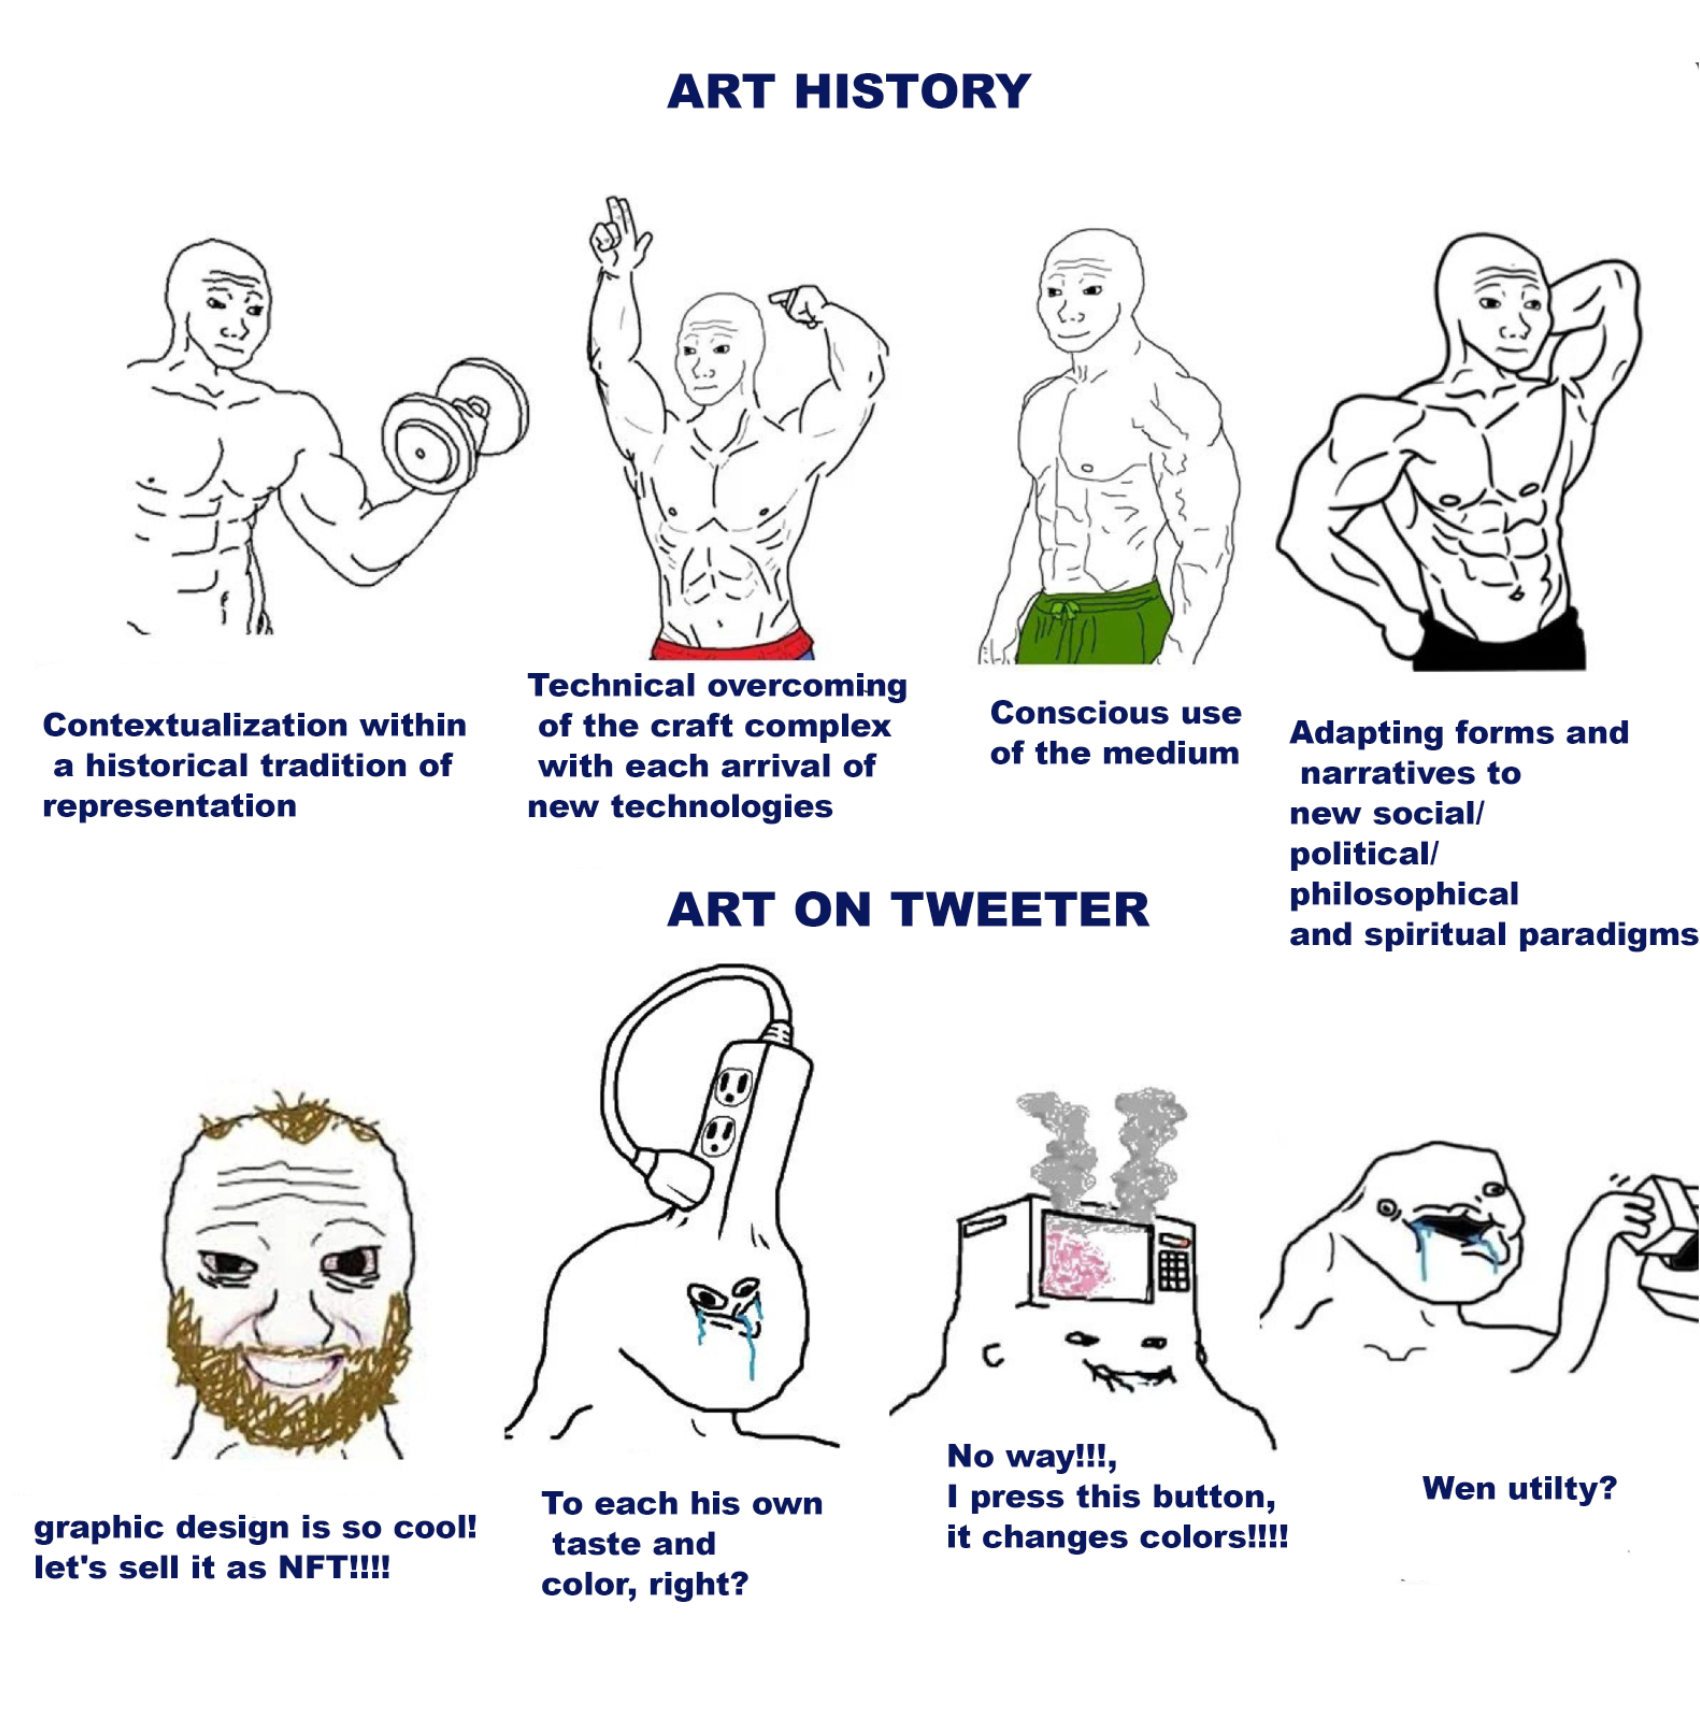 ART HISTORY
Contextualization within
a historical tradition of
representation
Technical overcoming
of the craft complex
with each arrival of
new technologies
Conscious use
of the medium
Adapting forms and
narratives to
new social/
political/
philosophical
and spiritual paradigms
ART ON TWEETER
graphic design is so cool!
let's sell it as NFT!!!!
To each his own
taste and
color, right?
No way!!!,
I press this button,
it changes colors!!!!
Wen utilty?